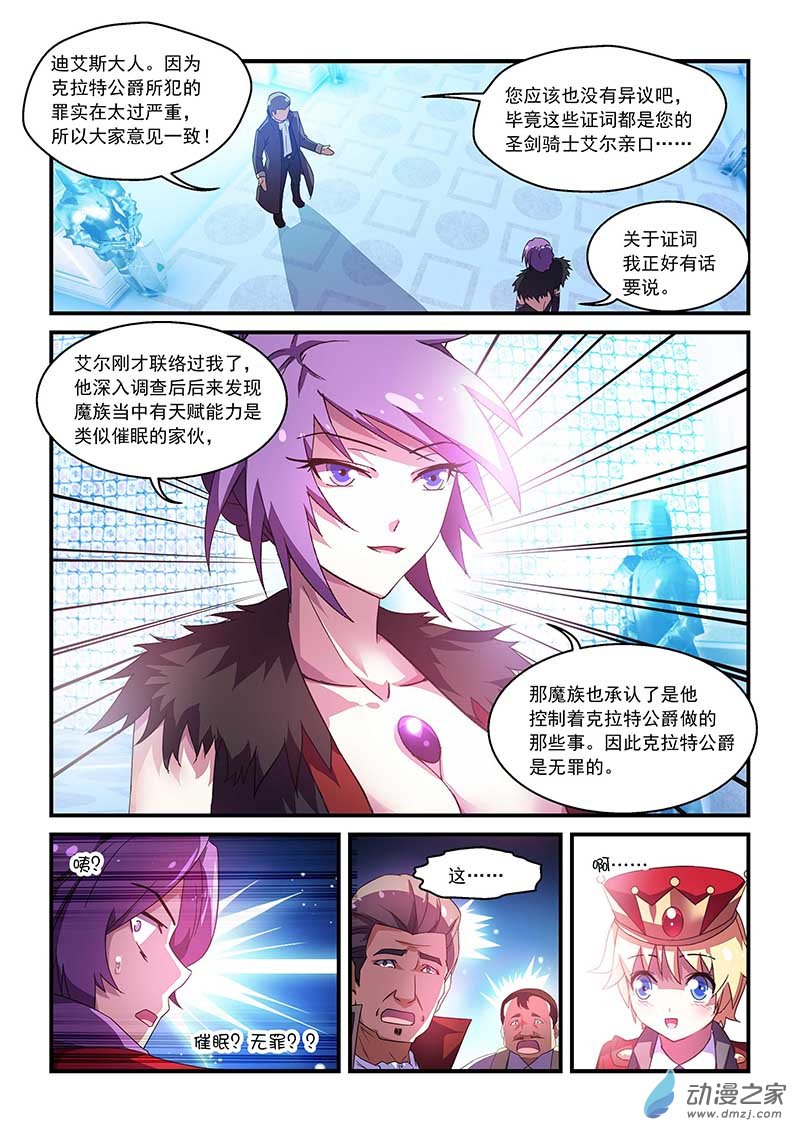 迪艾斯大人。因为
克拉特公爵所犯的
罪实在太过严重，
所以大家意见一致！
您应该也没有异议吧，
毕竟这些证词都是您的
圣剑骑士艾尔亲口……
关于证词
我正好有话
要说。
艾尔刚才联络过我了，
他深入调查后后来发现
魔族当中有天赋能力是
类似催眠的家伙，
那魔族也承认了是他
控制着克拉特公爵做的
那些事。因此克拉特公爵
是无罪的。
咦？
催眠？无罪？？
这……
啊……
动漫之家
www.dmzj.com